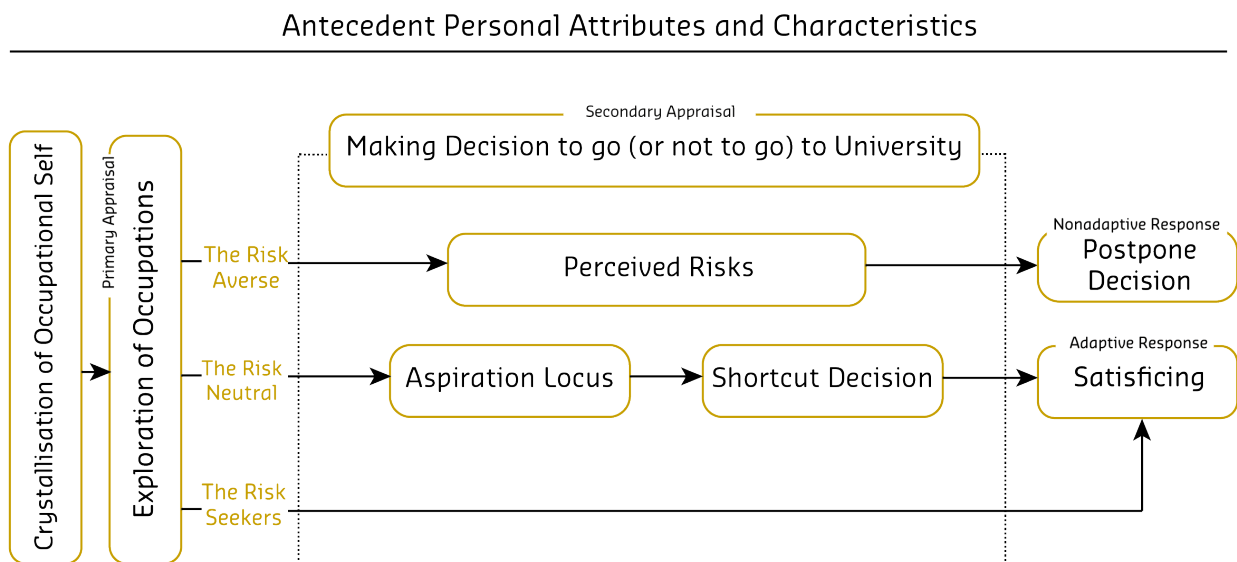 Antecedent Personal Attributes and Characteristics
Crystallisation of Occupational Self
Primary Appraisal
Exploration of Occupations
Secondary Appraisal
Making Decision to go (or not to go) to University
The Risk
Averse
Perceived Risks
Nonadaptive Response
Postpone
Decision
The Risk
Neutral
Aspiration Locus
Shortcut Decision
Adaptive Response
Satisficing
The Risk
Seekers